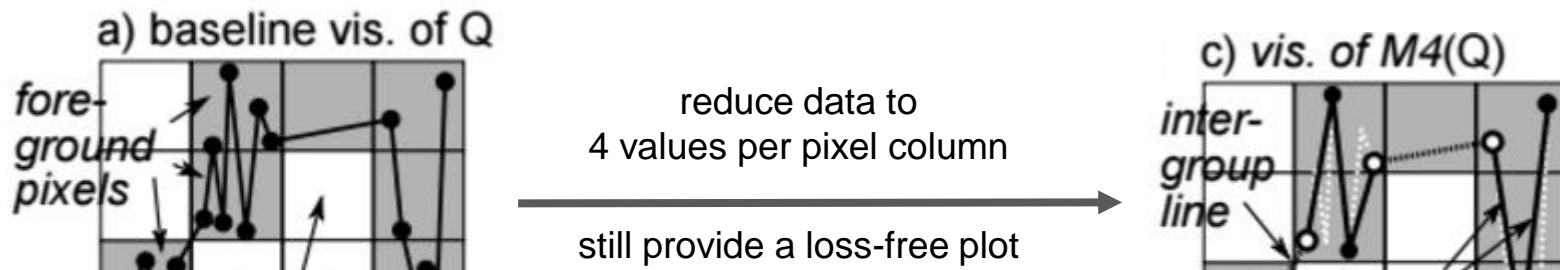 a) baseline vis. of Q
fore-
ground
pixels
reduce data to
4 values per pixel column
still provide a loss-free plot
c) vis. of M4(Q)
inter-
group
line